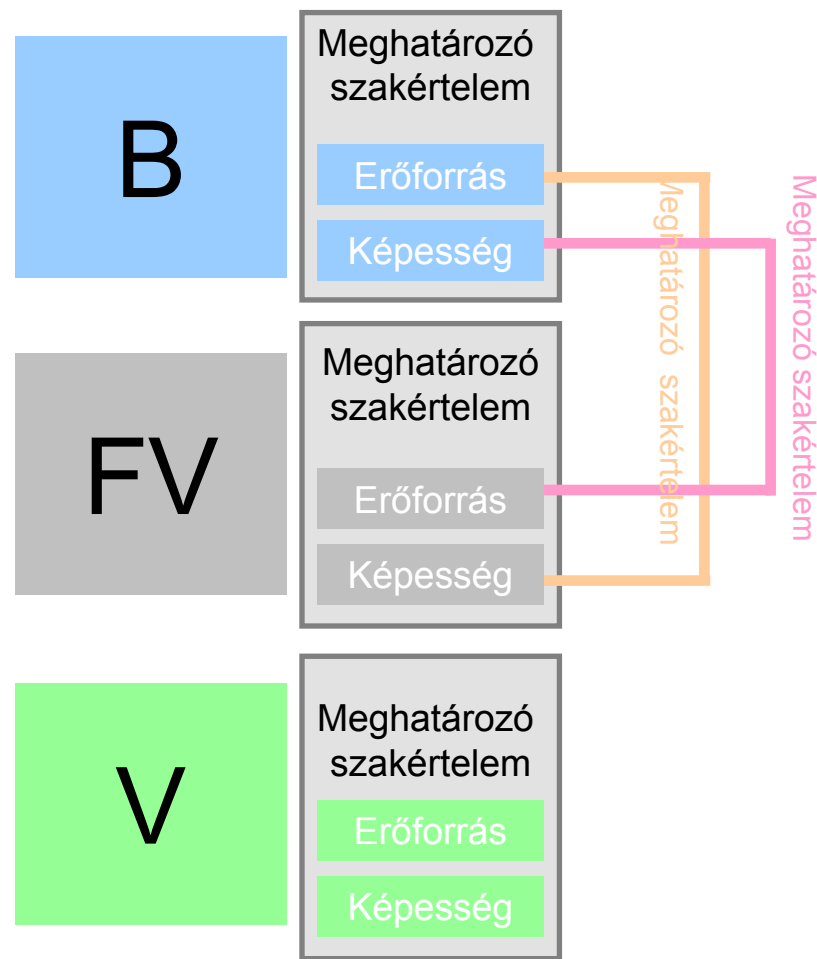 B
Meghatározó
szakértelem
Erőforrás
Képesség
Meghatározó szakértelem
Meghatározó szakértelem
FV
Meghatározó
szakértelem
Erőforrás
Képesség
V
Meghatározó
szakértelem
Erőforrás
Képesség